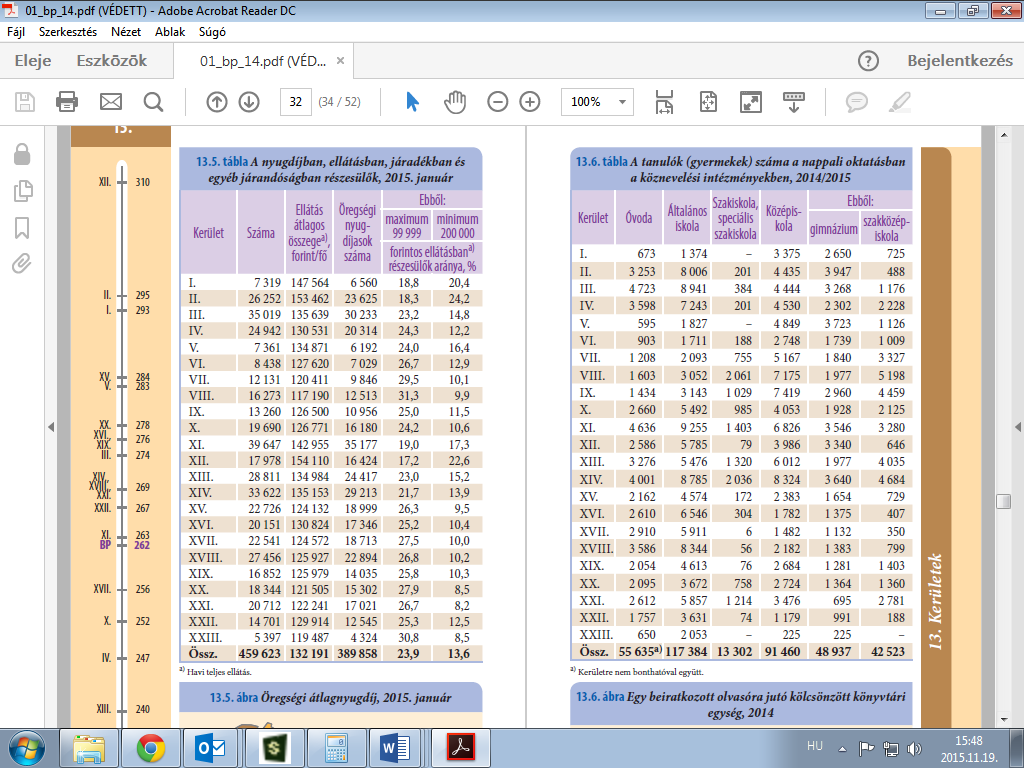 01_bp_14.pdf (VÉDETT) - Adobe Acrobat Reader DC
Fájl Szerkesztés Nézet Ablak Súgó
Eleje Eszközök 01_bp_14.pdf (VÉD... × Bejelentkezés
32 (34 / 52) 100%
15.
XII. 310
II. 295
I. 293
XV. 284
V. 283
XX. 278
XVI. 276
XIX.
III. 274
XIV.
XVIII. 269
XXI.
XXII. 267
XI. 263
BP 262
XVII. 256
X. 252
IV. 247
XIII. 240
13.5. tábla A nyugdíjban, ellátásban, járadékban és
egyéb járandóságban részesülők, 2015. január
Kerület Száma Ellátás átlagos összege a), forint/fő Öregségi nyug-díjasok száma Ebből:
maximum 99 999 minimum 200 000
forintos ellátásban a)
részesülők aránya, %
I. 7 319 147 564 6 560 18,8 20,4
II. 26 252 153 462 23 625 18,3 24,2
III. 35 019 135 639 30 233 23,2 14,8
IV. 24 942 130 531 20 314 24,3 12,2
V. 7 361 134 871 6 192 24,0 16,4
VI. 8 438 127 620 7 029 26,7 12,9
VII. 12 131 120 411 9 846 29,5 10,1
VIII. 16 273 117 190 12 513 31,3 9,9
IX. 13 260 126 500 10 956 25,0 11,5
X. 19 690 126 771 16 180 24,2 10,6
XI. 39 647 142 955 35 177 19,0 17,3
XII. 17 978 154 110 16 424 17,2 22,6
XIII. 28 811 134 984 24 417 23,0 15,2
XIV. 33 622 135 153 29 213 21,7 13,9
XV. 22 726 124 132 18 999 26,3 9,5
XVI. 20 151 130 824 17 346 25,2 10,4
XVII. 22 541 124 572 18 713 27,5 10,0
XVIII. 27 456 125 927 22 894 26,8 10,2
XIX. 16 852 125 979 14 035 25,8 10,3
XX. 18 344 121 505 15 302 27,9 8,5
XXI. 20 712 122 241 17 021 26,7 8,2
XXII. 14 701 129 914 12 545 25,3 12,5
XXIII. 5 397 119 487 4 324 30,8 8,5
Össz. 459 623 132 191 389 858 23,9 13,6
a) Havi teljes ellátás.
13.5. ábra Öregségi átlagnyugdíj, 2015. január
13.6. tábla A tanulók (gyermekek) száma a nappali oktatásban
a köznevelési intézményekben, 2014/2015
Kerület Óvoda Általános iskola Szakiskola, speciális szakiskola Középis-kola Ebből:
gimnázium szakközép-iskola
I. 673 1 374 – 3 375 2 650 725
II. 3 253 8 006 201 4 435 3 947 488
III. 4 723 8 941 384 4 444 3 268 1 176
IV. 3 598 7 243 201 4 530 2 302 2 228
V. 595 1 827 – 4 849 3 723 1 126
VI. 903 1 711 188 2 748 1 739 1 009
VII. 1 208 2 093 755 5 167 1 840 3 327
VIII. 1 603 3 052 2 061 7 175 1 977 5 198
IX. 1 434 3 143 1 029 7 419 2 960 4 459
X. 2 660 5 492 985 4 053 1 928 2 125
XI. 4 636 9 255 1 403 6 826 3 546 3 280
XII. 2 586 5 785 79 3 986 3 340 646
XIII. 3 276 5 476 1 320 6 012 1 977 4 035
XIV. 4 001 8 785 2 036 8 324 3 640 4 684
XV. 2 162 4 574 172 2 383 1 654 729
XVI. 2 610 6 546 304 1 782 1 375 407
XVII. 2 910 5 911 6 1 482 1 132 350
XVIII. 3 586 8 344 56 2 182 1 383 799
XIX. 2 054 4 613 76 2 684 1 281 1 403
XX. 2 095 3 672 758 2 724 1 364 1 360
XXI. 2 612 5 857 1 214 3 476 695 2 781
XXII. 1 757 3 631 74 1 179 991 188
XXIII. 650 2 053 – 225 225 –
Össz. 55 635a) 117 384 13 302 91 460 48 937 42 523
a) Kerületre nem bonthatóval együtt.
13.6. ábra Egy beiratkozott olvasóra jutó kölcsönzött könyvtári
egység, 2014
13. Kerületek
HU 15:48
2015.11.19.